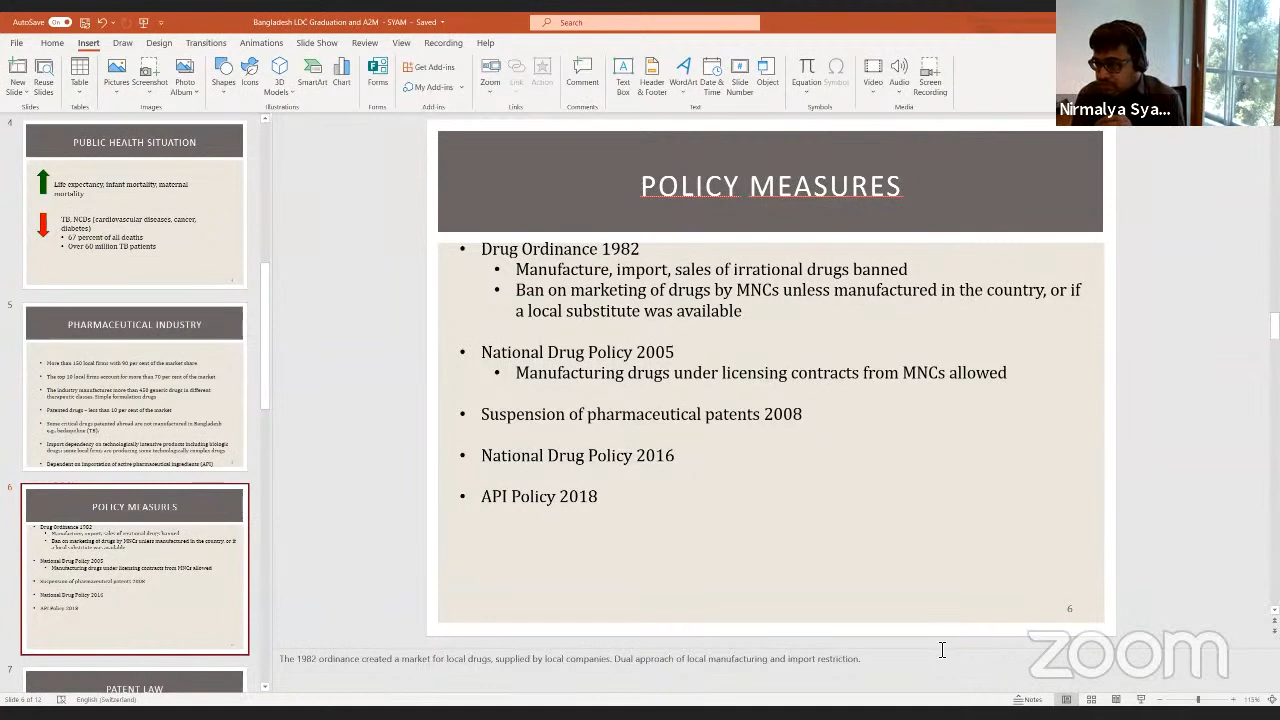 AutoSave On
Bangladesh LDC Graduation and A2M - SYAM – Saved
Search
File Home Insert Draw Design Transitions Animations Slide Show Review View Recording Help
New Slide Reuse Slides Table Pictures Screenshot Photo Album Shapes Icons 3D Models SmartArt Chart Forms Get Add-ins My Add-ins Zoom Link Action Comment Text Box Header & Footer WordArt Date & Time Slide Number Object Equation Symbol Video Audio Screen Recording
Slides Tables Images Illustrations Forms Add-ins Links Comments Text Symbols Media
Nirmalya Sya...
4
PUBLIC HEALTH SITUATION
Life expectancy, infant mortality, maternal
mortality
TB, NCDs (cardiovascular diseases, cancer,
diabetes)
• 67 percent of all deaths
• Over 60 million TB patients
5
PHARMACEUTICAL INDUSTRY
• More than 150 local firms with 90 per cent of the market share
• The top 10 local firms account for more than 70 per cent of the market
• The industry manufactures more than 450 generic drugs in different
therapeutic classes. Simple formulation drugs
• Patented drugs – less than 10 per cent of the market
• Some critical drugs patented abroad are not manufactured in Bangladesh
e.g., bedaquiline (TB);
• Import dependency on technologically intensive products including biologic
drugs; some local firms are producing some technologically complex drugs
• Dependent on importation of active pharmaceutical ingredients (API)
6
POLICY MEASURES
• Drug Ordinance 1982
• Manufacture, import, sales of irrational drugs banned
• Ban on marketing of drugs by MNCs unless manufactured in the country, or if
a local substitute was available
• National Drug Policy 2005
• Manufacturing drugs under licensing contracts from MNCs allowed
• Suspension of pharmaceutical patents 2008
• National Drug Policy 2016
• API Policy 2018
7
PATENT LAW
POLICY MEASURES
• Drug Ordinance 1982
• Manufacture, import, sales of irrational drugs banned
• Ban on marketing of drugs by MNCs unless manufactured in the country, or if
a local substitute was available
• National Drug Policy 2005
• Manufacturing drugs under licensing contracts from MNCs allowed
• Suspension of pharmaceutical patents 2008
• National Drug Policy 2016
• API Policy 2018
6
The 1982 ordinance created a market for local drugs, supplied by local companies. Dual approach of local manufacturing and import restriction.
zoom
Slide 6 of 12 English (Switzerland) Notes 115%